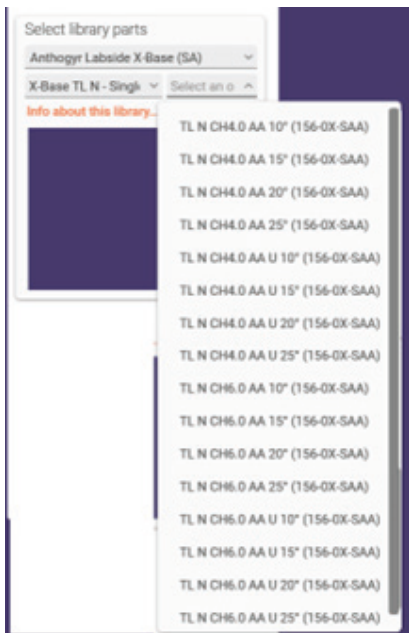 Select library parts
Anthogyr Labside X-Base (SA)
X-Base TL N - Singl Select an o
Info about this library...
TL N CH4.0 AA 10° (156-0X-SAA)
TL N CH4.0 AA 15° (156-0X-SAA)
TL N CH4.0 AA 20° (156-0X-SAA)
TL N CH4.0 AA 25° (156-0X-SAA)
TL N CH4.0 AA U 10° (156-0X-SAA)
TL N CH4.0 AA U 15° (156-0X-SAA)
TL N CH4.0 AA U 20° (156-0X-SAA)
TL N CH4.0 AA U 25° (156-0X-SAA)
TL N CH6.0 AA 10° (156-0X-SAA)
TL N CH6.0 AA 15° (156-0X-SAA)
TL N CH6.0 AA 20° (156-0X-SAA)
TL N CH6.0 AA 25° (156-0X-SAA)
TL N CH6.0 AA U 10° (156-0X-SAA)
TL N CH6.0 AA U 15° (156-0X-SAA)
TL N CH6.0 AA U 20° (156-0X-SAA)
TL N CH6.0 AA U 25° (156-0X-SAA)